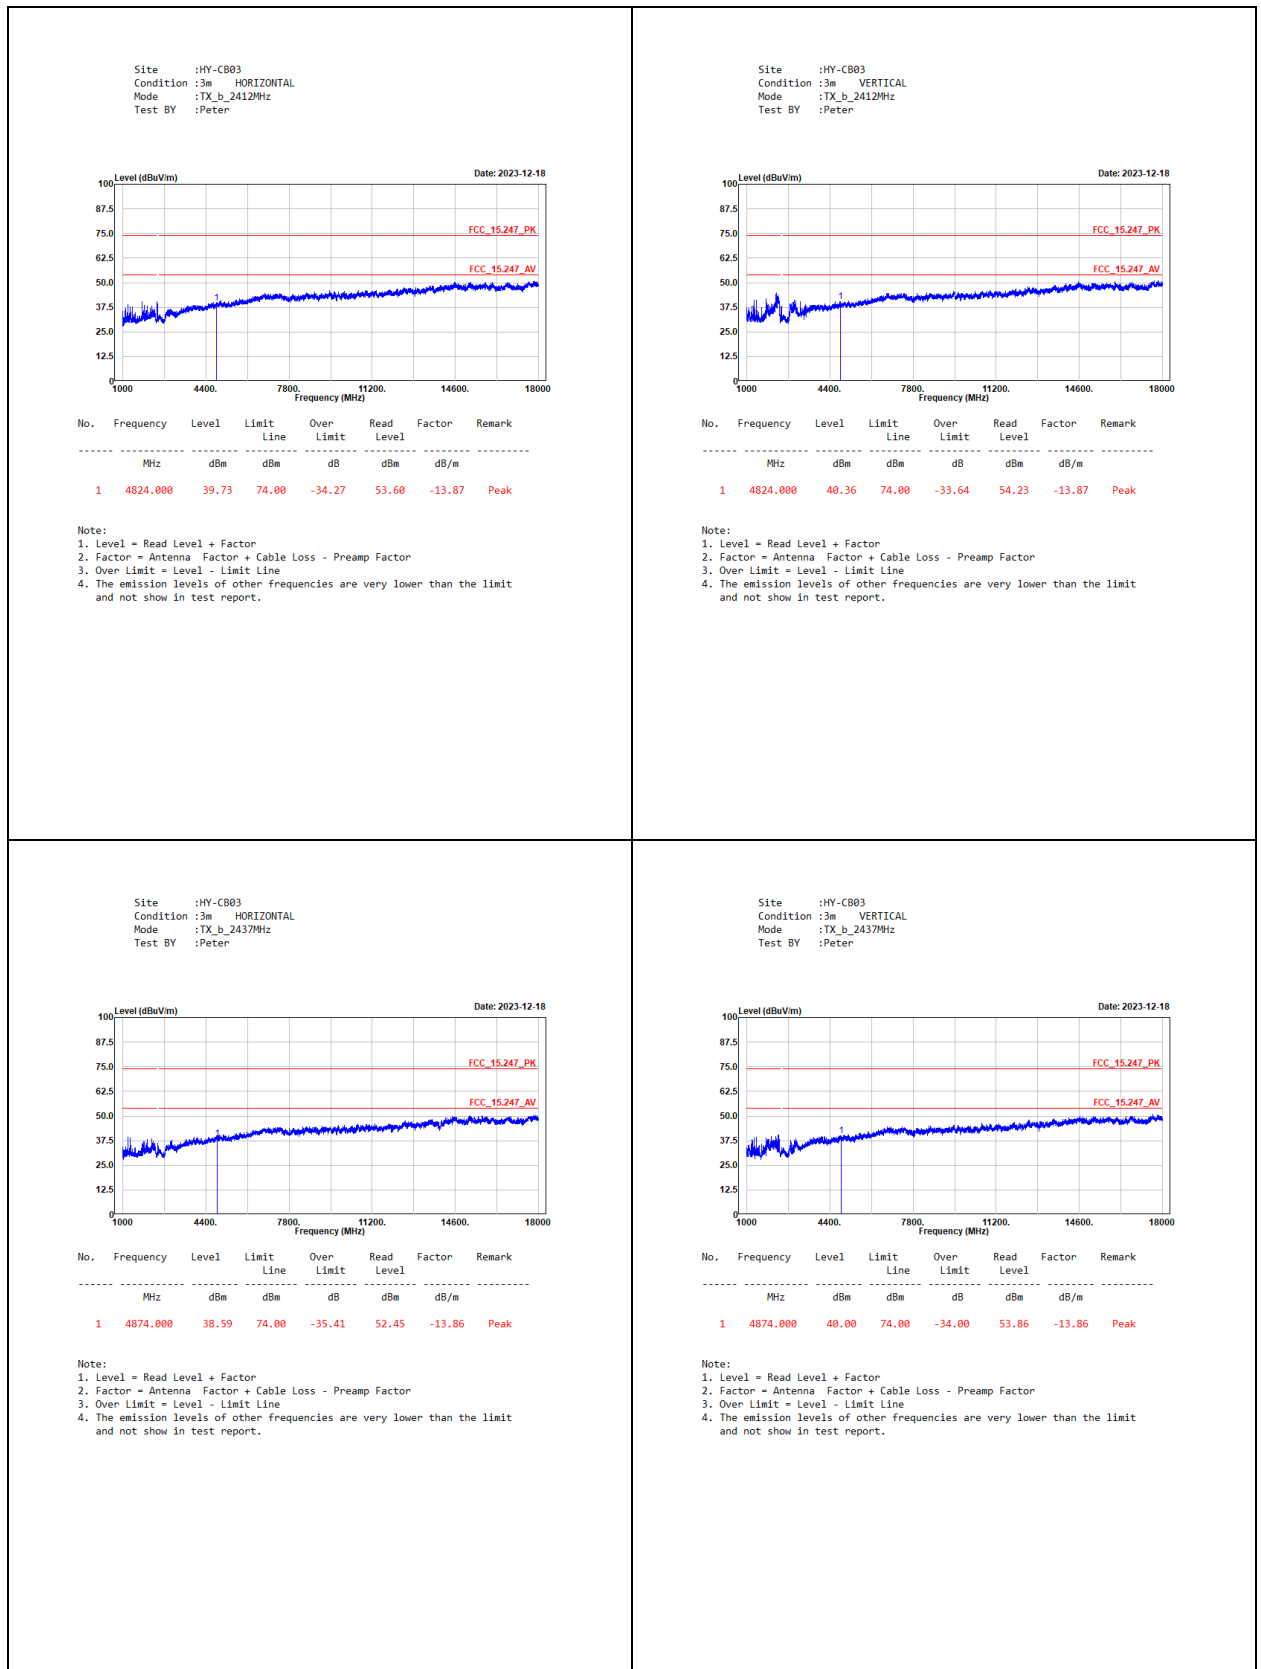 Site :HY-CB03
Condition :3m HORIZONTAL
Mode :TX_b_2412MHz
Test BY :Peter
Level (dBuV/m) Date: 2023-12-18
100
87.5
75.0 FCC_15.247_PK
62.5
FCC_15.247_AV
50.0
37.5 1
25.0
12.5
0
1000 4400. 7800. 11200. 14600. 18000
Frequency (MHz)
No. Frequency Level Limit Over Read Factor Remark
Line Limit Level
------ ----------- -------- --------- --------- --------- -------- ---------
MHz dBm dBm dB dBm dB/m
1 4824.000 39.73 74.00 -34.27 53.60 -13.87 Peak
Note:
1. Level = Read Level + Factor
2. Factor = Antenna Factor + Cable Loss - Preamp Factor
3. Over Limit = Level - Limit Line
4. The emission levels of other frequencies are very lower than the limit
and not show in test report.
Site :HY-CB03
Condition :3m VERTICAL
Mode :TX_b_2412MHz
Test BY :Peter
Level (dBuV/m) Date: 2023-12-18
100
87.5
75.0 FCC_15.247_PK
62.5
FCC_15.247_AV
50.0
37.5 1
25.0
12.5
0
1000 4400. 7800. 11200. 14600. 18000
Frequency (MHz)
No. Frequency Level Limit Over Read Factor Remark
Line Limit Level
------ ----------- -------- --------- --------- --------- -------- ---------
MHz dBm dBm dB dBm dB/m
1 4824.000 40.36 74.00 -33.64 54.23 -13.87 Peak
Note:
1. Level = Read Level + Factor
2. Factor = Antenna Factor + Cable Loss - Preamp Factor
3. Over Limit = Level - Limit Line
4. The emission levels of other frequencies are very lower than the limit
and not show in test report.
Site :HY-CB03
Condition :3m HORIZONTAL
Mode :TX_b_2437MHz
Test BY :Peter
Level (dBuV/m) Date: 2023-12-18
100
87.5
75.0 FCC_15.247_PK
62.5
FCC_15.247_AV
50.0
37.5 1
25.0
12.5
0
1000 4400. 7800. 11200. 14600. 18000
Frequency (MHz)
No. Frequency Level Limit Over Read Factor Remark
Line Limit Level
------ ----------- -------- --------- --------- --------- -------- ---------
MHz dBm dBm dB dBm dB/m
1 4874.000 38.59 74.00 -35.41 52.45 -13.86 Peak
Note:
1. Level = Read Level + Factor
2. Factor = Antenna Factor + Cable Loss - Preamp Factor
3. Over Limit = Level - Limit Line
4. The emission levels of other frequencies are very lower than the limit
and not show in test report.
Site :HY-CB03
Condition :3m VERTICAL
Mode :TX_b_2437MHz
Test BY :Peter
Level (dBuV/m) Date: 2023-12-18
100
87.5
75.0 FCC_15.247_PK
62.5
FCC_15.247_AV
50.0
37.5 1
25.0
12.5
0
1000 4400. 7800. 11200. 14600. 18000
Frequency (MHz)
No. Frequency Level Limit Over Read Factor Remark
Line Limit Level
------ ----------- -------- --------- --------- --------- -------- ---------
MHz dBm dBm dB dBm dB/m
1 4874.000 40.00 74.00 -34.00 53.86 -13.86 Peak
Note:
1. Level = Read Level + Factor
2. Factor = Antenna Factor + Cable Loss - Preamp Factor
3. Over Limit = Level - Limit Line
4. The emission levels of other frequencies are very lower than the limit
and not show in test report.